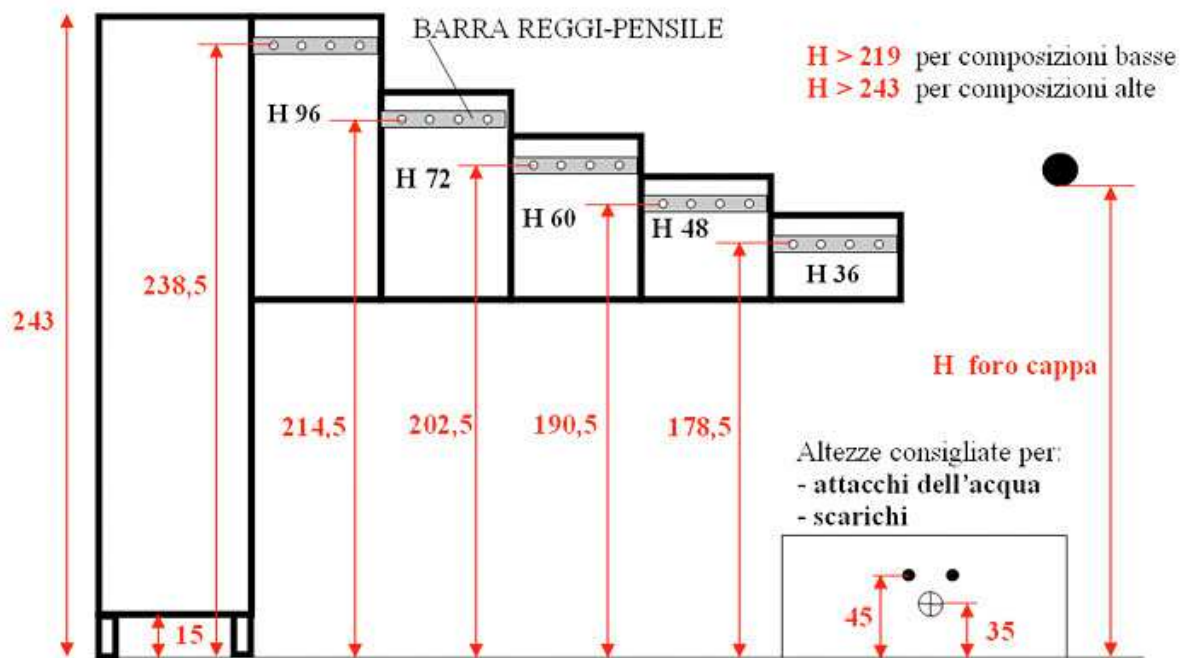 BARRA REGGI-PENSILE
H > 219 per composizioni basse
H > 243 per composizioni alte
H 96
H 72
H 60
H 48
H 36
238,5
243
214,5
202,5
190,5
178,5
H foro cappa
Altezze consigliate per:
- attacchi dell'acqua
- scarichi
15
45
35